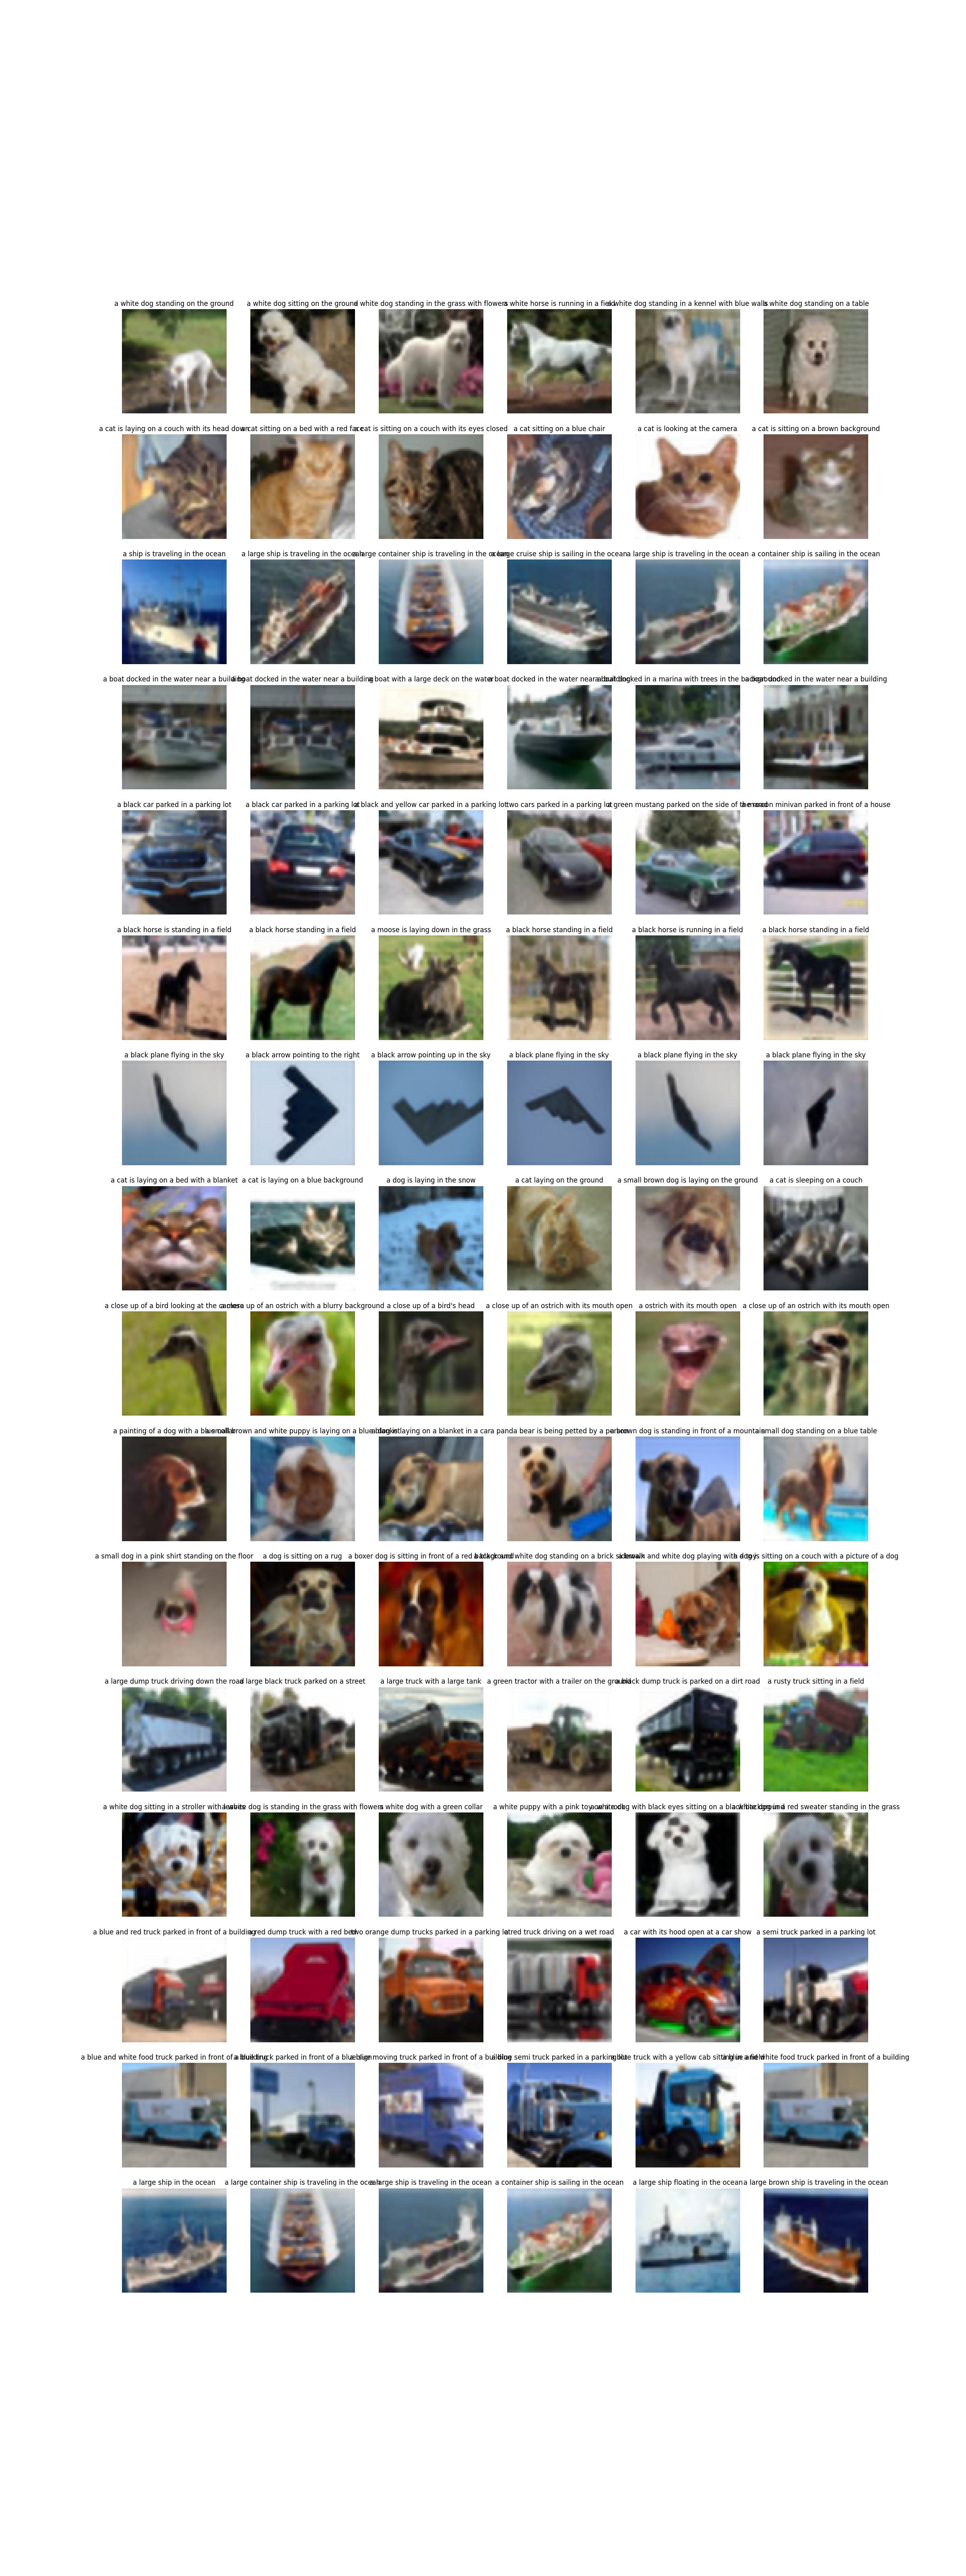 a white dog standing on the ground
a white dog sitting on the ground
a white dog standing in the grass with flowers
a white horse is running in a field
a white dog standing in a kennel with blue walls
a white dog standing on a table
a cat is laying on a couch with its head down
a cat sitting on a bed with a red face
a cat is sitting on a couch with its eyes closed
a cat sitting on a blue chair
a cat is looking at the camera
a cat is sitting on a brown background
a ship is traveling in the ocean
a large ship is traveling in the ocean
a large container ship is traveling in the ocean
a large cruise ship is sailing in the ocean
a large ship is traveling in the ocean
a container ship is sailing in the ocean
a boat docked in the water near a building
a boat docked in the water near a building
a boat with a large deck on the water
a boat docked in the water near a building
a boat docked in a marina with trees in the background
a boat docked in the water near a building
a black car parked in a parking lot
a black car parked in a parking lot
a black and yellow car parked in a parking lot
two cars parked in a parking lot
a green mustang parked on the side of the road
a maroon minivan parked in front of a house
a black horse is standing in a field
a black horse standing in a field
a moose is laying down in the grass
a black horse standing in a field
a black horse is running in a field
a black horse standing in a field
a black plane flying in the sky
a black arrow pointing to the right
a black arrow pointing up in the sky
a black plane flying in the sky
a black plane flying in the sky
a black plane flying in the sky
a cat is laying on a bed with a blanket
a cat is laying on a blue background
a dog is laying in the snow
a cat laying on the ground
a small brown dog is laying on the ground
a cat is sleeping on a couch
a close up of a bird looking at the camera
a close up of an ostrich with a blurry background
a close up of a bird's head
a close up of an ostrich with its mouth open
a ostrich with its mouth open
a close up of an ostrich with its mouth open
a painting of a dog with a blue collar
a small brown and white puppy is laying on a blue blanket
a dog is laying on a blanket in a car
a panda bear is being petted by a person
a brown dog is standing in front of a mountain
a small dog standing on a blue table
a small dog in a pink shirt standing on the floor
a dog is sitting on a rug
a boxer dog is sitting in front of a red background
a black and white dog standing on a brick sidewalk
a brown and white dog playing with a toy
a dog is sitting on a couch with a picture of a dog
a large dump truck driving down the road
a large black truck parked on a street
a large truck with a large tank
a green tractor with a trailer on the ground
a black dump truck is parked on a dirt road
a rusty truck sitting in a field
a white dog sitting in a stroller with leaves
a white dog is standing in the grass with flowers
a white dog with a green collar
a white puppy with a pink toy
a white dog with black eyes sitting on a black background
a white dog in a red sweater standing in the grass
a blue and red truck parked in front of a building
a red dump truck with a red bed
two orange dump trucks parked in a parking lot
a red truck driving on a wet road
a car with its hood open at a car show
a semi truck parked in a parking lot
a blue and white food truck parked in front of a building
a blue truck parked in front of a blue sign
a blue moving truck parked in front of a building
a blue semi truck parked in a parking lot
a blue truck with a yellow cab sitting in a field
a blue and white food truck parked in front of a building
a large ship in the ocean
a large container ship is traveling in the ocean
a large ship is traveling in the ocean
a container ship is sailing in the ocean
a large ship floating in the ocean
a large brown ship is traveling in the ocean